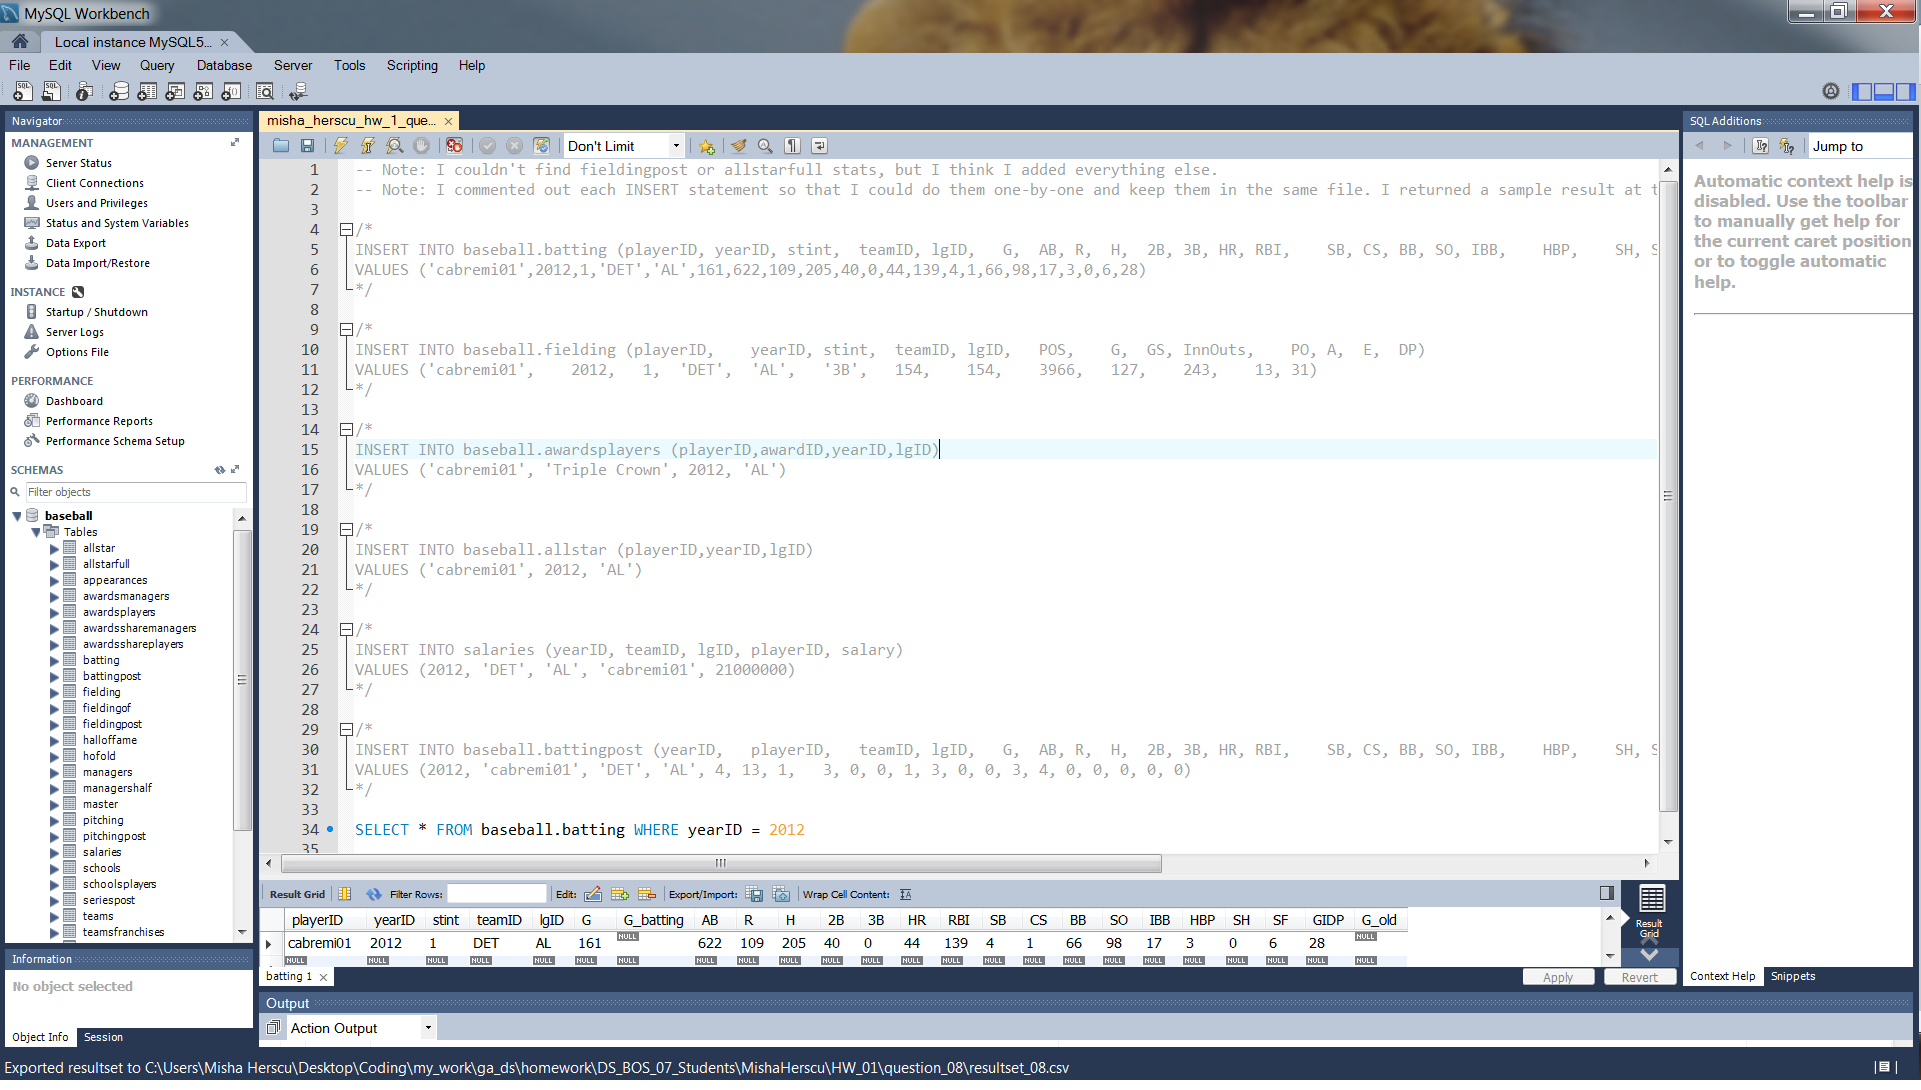 MySQL Workbench
Local instance MySQL5...
File Edit View Query Database Server Tools Scripting Help
Navigator
MANAGEMENT
Server Status
Client Connections
Users and Privileges
Status and System Variables
Data Export
Data Import/Restore
INSTANCE
Startup / Shutdown
Server Logs
Options File
PERFORMANCE
Dashboard
Performance Reports
Performance Schema Setup
SCHEMAS
Filter objects
baseball
Tables
allstar
allstarfull
appearances
awardsmanagers
awardsplayers
awardssharemanagers
awardsshareplayers
batting
battingpost
fielding
fieldingof
fieldingpost
halloffame
hofold
managers
managershalf
master
pitching
pitchingpost
salaries
schools
schoolsplayers
seriespost
teams
teamsfranchises
Information
No object selected
Object Info Session
misha_herscu_hw_1_que...
Don't Limit
1 -- Note: I couldn't find fieldingpost or allstarfull stats, but I think I added everything else.
2 -- Note: I commented out each INSERT statement so that I could do them one-by-one and keep them in the same file. I returned a sample result at t
3
4 /*
5 INSERT INTO baseball.batting (playerID, yearID, stint, teamID, lgID, G, AB, R, H, 2B, 3B, HR, RBI, SB, CS, BB, SO, IBB, HBP, SH, S
6 VALUES ('cabremi01',2012,1,'DET','AL',161,622,109,205,40,0,44,139,4,1,66,98,17,3,0,6,28)
7 */
8
9 /*
10 INSERT INTO baseball.fielding (playerID, yearID, stint, teamID, lgID, POS, G, GS, InnOuts, PO, A, E, DP)
11 VALUES ('cabremi01', 2012, 1, 'DET', 'AL', '3B', 154, 154, 3966, 127, 243, 13, 31)
12 */
13
14 /*
15 INSERT INTO baseball.awardsplayers (playerID,awardID,yearID,lgID)
16 VALUES ('cabremi01', 'Triple Crown', 2012, 'AL')
17 */
18
19 /*
20 INSERT INTO baseball.allstar (playerID,yearID,lgID)
21 VALUES ('cabremi01', 2012, 'AL')
22 */
23
24 /*
25 INSERT INTO salaries (yearID, teamID, lgID, playerID, salary)
26 VALUES (2012, 'DET', 'AL', 'cabremi01', 21000000)
27 */
28
29 /*
30 INSERT INTO baseball.battingpost (yearID, playerID, teamID, lgID, G, AB, R, H, 2B, 3B, HR, RBI, SB, CS, BB, SO, IBB, HBP, SH, S
31 VALUES (2012, 'cabremi01', 'DET', 'AL', 4, 13, 1, 3, 0, 0, 1, 3, 0, 0, 3, 4, 0, 0, 0, 0, 0)
32 */
33
34 SELECT * FROM baseball.batting WHERE yearID = 2012
35
Result Grid Filter Rows: Edit: Export/Import: Wrap Cell Content:
playerID yearID stint teamID lgID G G_batting AB R H 2B 3B HR RBI SB CS BB SO IBB HBP SH SF GIDP G_old
cabremi01 2012 1 DET AL 161 NULL 622 109 205 40 0 44 139 4 1 66 98 17 3 0 6 28 NULL
NULL NULL NULL NULL NULL NULL NULL NULL NULL NULL NULL NULL NULL NULL NULL NULL NULL NULL NULL NULL NULL NULL NULL NULL
Result
Grid
batting 1
Apply Revert
Output
Action Output
SQL Additions
Jump to
Automatic context help is
disabled. Use the toolbar
to manually get help for
the current caret position
or to toggle automatic
help.
Context Help Snippets
Exported resultset to C:\Users\Misha Herscu\Desktop\Coding\my_work\ga_ds\homework\DS_BOS_07_Students\MishaHerscu\HW_01\question_08\resultset_08.csv